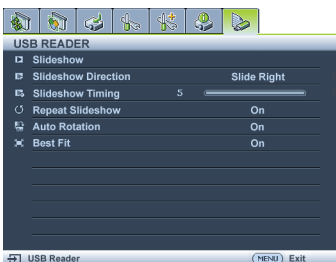 USB READER
Slideshow
Slideshow Direction Slide Right
Slideshow Timing 5
Repeat Slideshow On
Auto Rotation On
Best Fit On
USB Reader MENU Exit